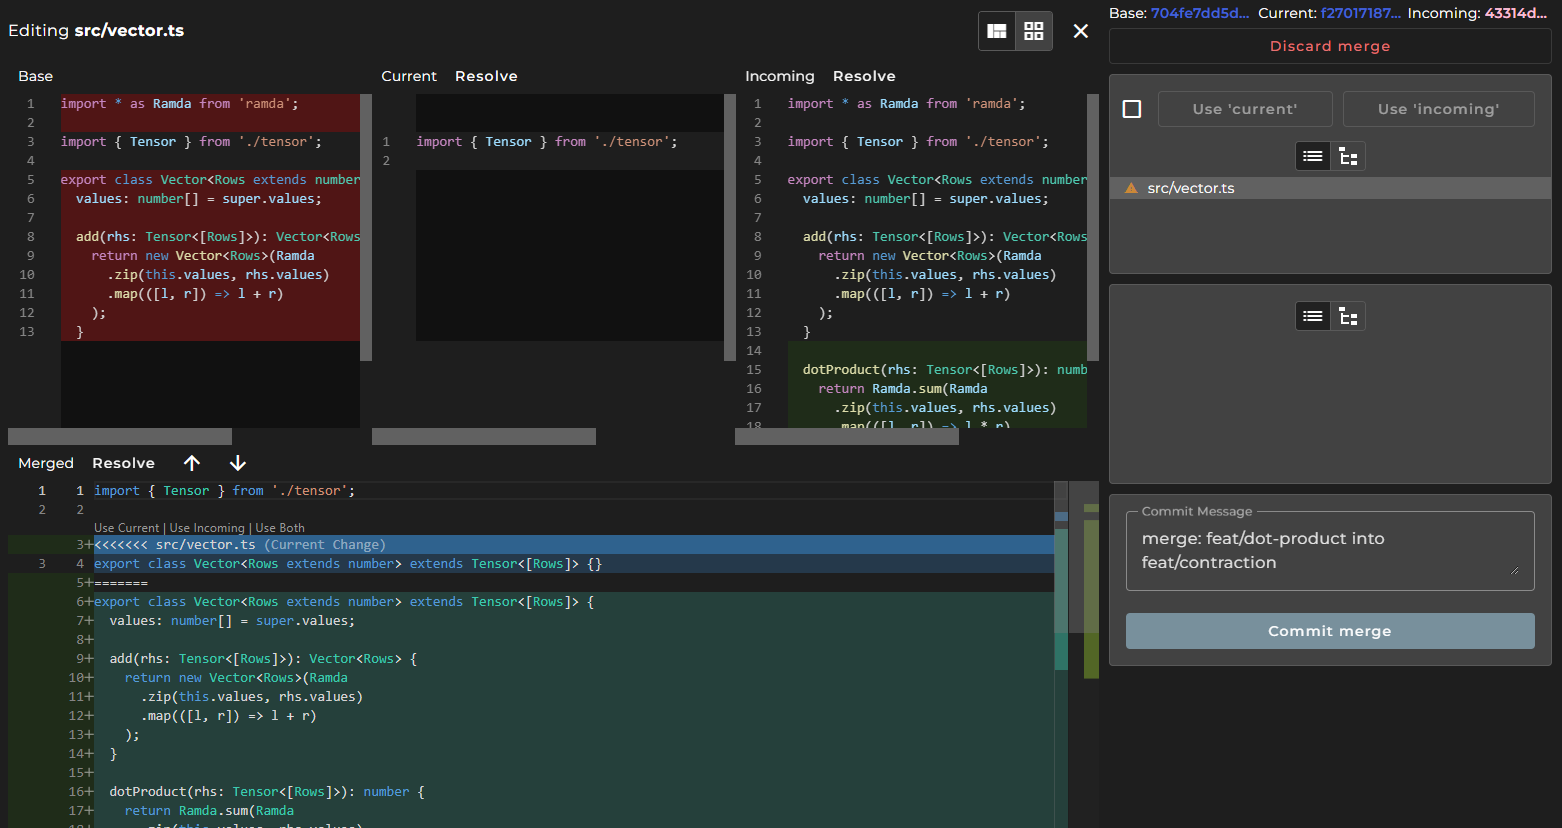 Editing src/vector.ts
Base: 704fe7dd5d... Current: f27017187... Incoming: 43314d...
Discard merge
Base
1 import * as Ramda from 'ramda';
2
3 import { Tensor } from './tensor';
4
5 export class Vector<Rows extends number
6 values: number[] = super.values;
7
8 add(rhs: Tensor<[Rows]>): Vector<Rows
9 return new Vector<Rows>(Ramda
10 .zip(this.values, rhs.values)
11 .map(([l, r]) => l + r)
12 );
13 }
Current Resolve
1 import { Tensor } from './tensor';
2
Incoming Resolve
1 import * as Ramda from 'ramda';
2
3 import { Tensor } from './tensor';
4
5 export class Vector<Rows extends number
6 values: number[] = super.values;
7
8 add(rhs: Tensor<[Rows]>): Vector<Rows
9 return new Vector<Rows>(Ramda
10 .zip(this.values, rhs.values)
11 .map(([l, r]) => l + r)
12 );
13 }
14
15 dotProduct(rhs: Tensor<[Rows]>): numb
16 return Ramda.sum(Ramda
17 .zip(this.values, rhs.values)
18 .map(([l, r]) => l * r)
Merged Resolve
1 1 import { Tensor } from './tensor';
2 2
Use Current | Use Incoming | Use Both
3+<<<<<<< src/vector.ts (Current Change)
3 4 export class Vector<Rows extends number> extends Tensor<[Rows]> {}
5+=======
6+export class Vector<Rows extends number> extends Tensor<[Rows]> {
7+ values: number[] = super.values;
8+
9+ add(rhs: Tensor<[Rows]>): Vector<Rows> {
10+ return new Vector<Rows>(Ramda
11+ .zip(this.values, rhs.values)
12+ .map(([l, r]) => l + r)
13+ );
14+ }
15+
16+ dotProduct(rhs: Tensor<[Rows]>): number {
17+ return Ramda.sum(Ramda
18+ .zip(this.values, rhs.values)
Use 'current' Use 'incoming'
src/vector.ts
Commit Message
merge: feat/dot-product into
feat/contraction
Commit merge